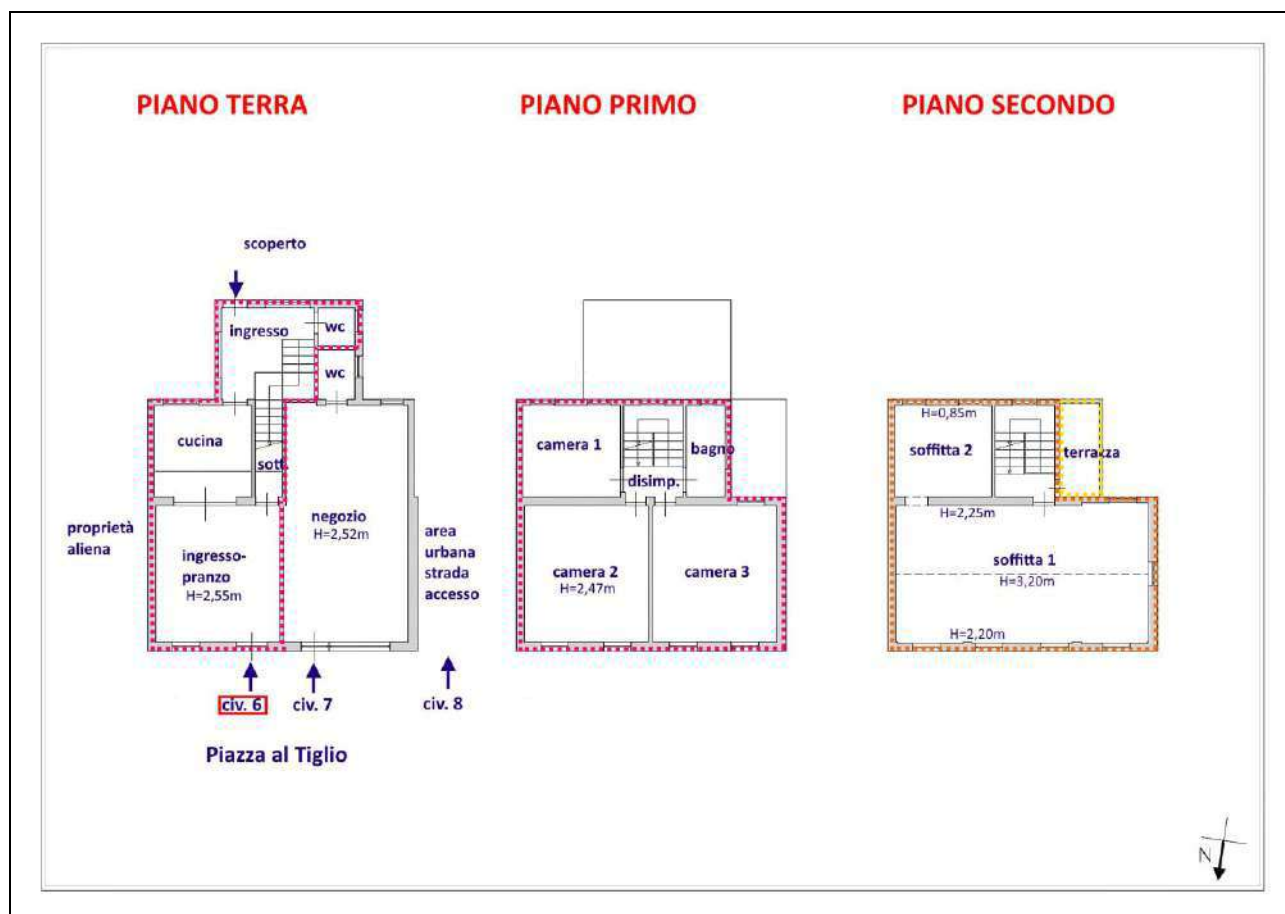 PIANO TERRA
PIANO PRIMO
PIANO SECONDO
scoperto
ingresso
wc
wc
cucina
sott.
proprietà
aliena
ingresso-
pranzo
H=2,55m
negozio
H=2,52m
area
urbana
strada
accesso
civ. 6
civ. 7
civ. 8
Piazza al Tiglio
camera 1
bagno
disimp.
camera 2
H=2,47m
camera 3
H=0,85m
soffitta 2
terrazza
H=2,25m
soffitta 1
H=3,20m
H=2,20m
N